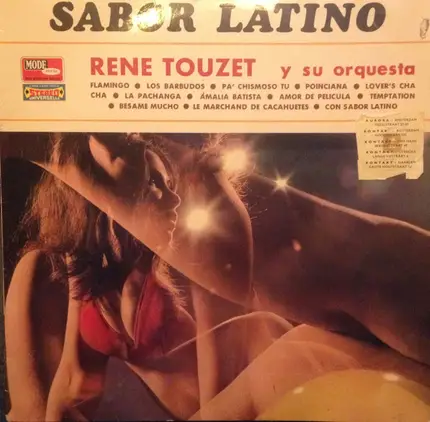 SABOR LATINO
MODE
STEREO
RENE TOUZET y su orquesta
FLAMINGO • LOS BARBUDOS • PA' CHISMOSO TU • POINCIANA • LOVER'S CHA
CHA • LA PACHANGA • ÁMALIA BATISTA • AMOR DE PELICULA • TEMPTATION
• BESAME MUCHO • LE MARCHAND DE CACAHUETES • CON SABOR LATINO